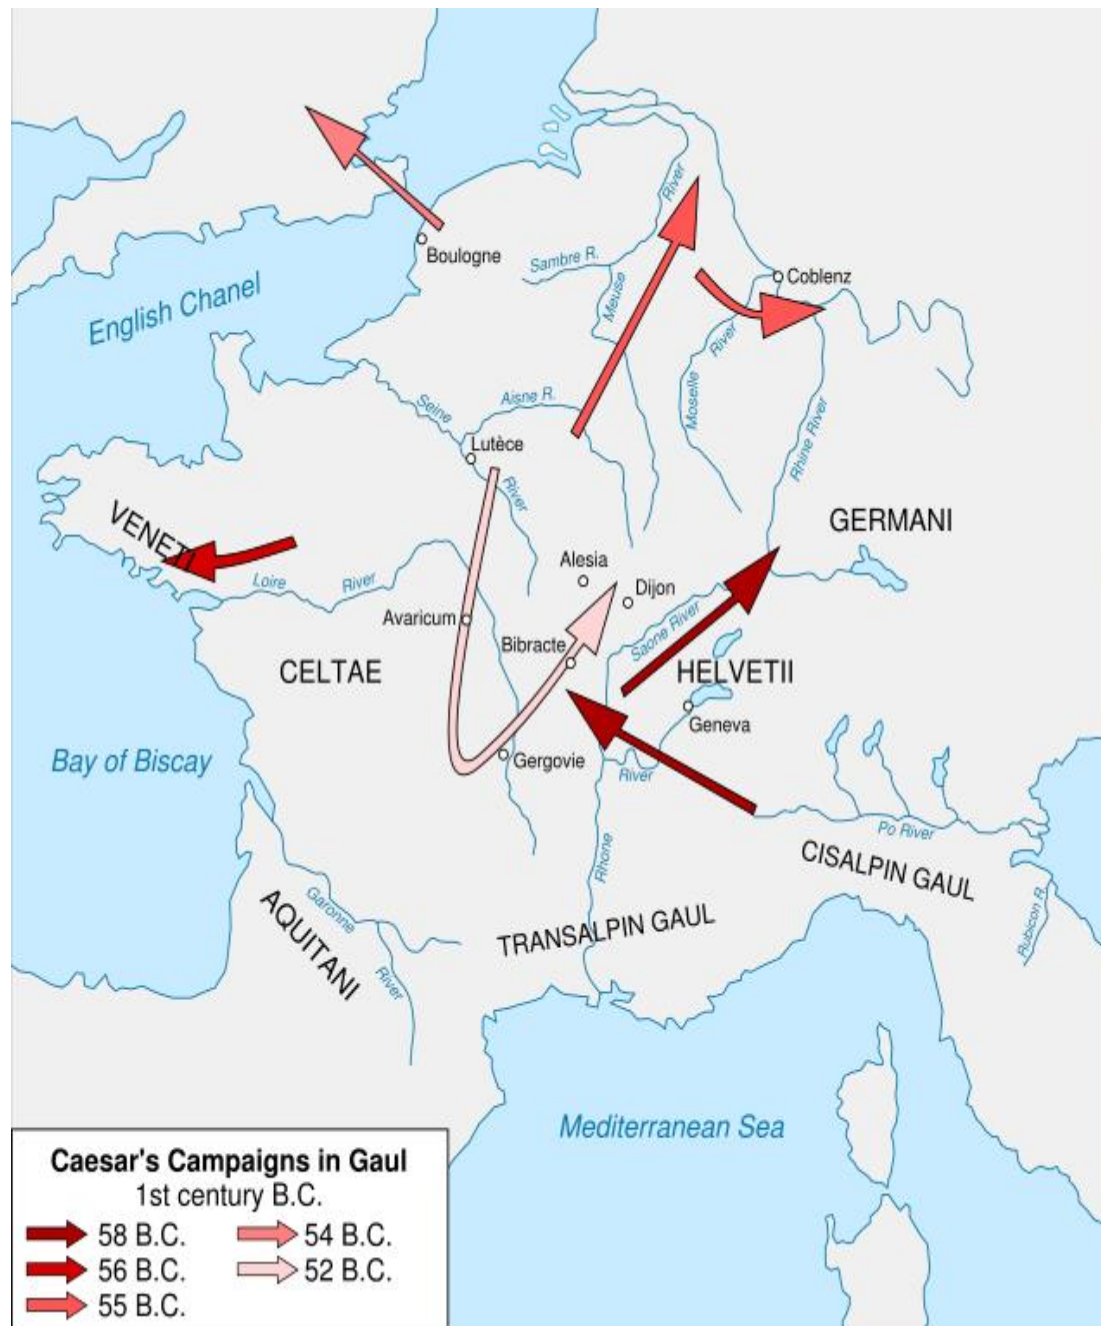 Boulogne
English Chanel
Sambre R.
Meuse
River
Coblenz
Moselle
River
Rhine River
Seine
River
Aisne R.
Lutèce
VENETI
GERMANI
Loire
River
Alesia
Dijon
Avaricum
Bibracte
Saone River
CELTAE
HELVETII
Geneva
Bay of Biscay
Gergovie
River
Rhone
Po River
CISALPIN GAUL
Rubicon R.
TRANSALPIN GAUL
Garonne
River
AQUITANI
Mediterranean Sea
Caesar's Campaigns in Gaul
1st century B.C.
58 B.C.
54 B.C.
56 B.C.
52 B.C.
55 B.C.